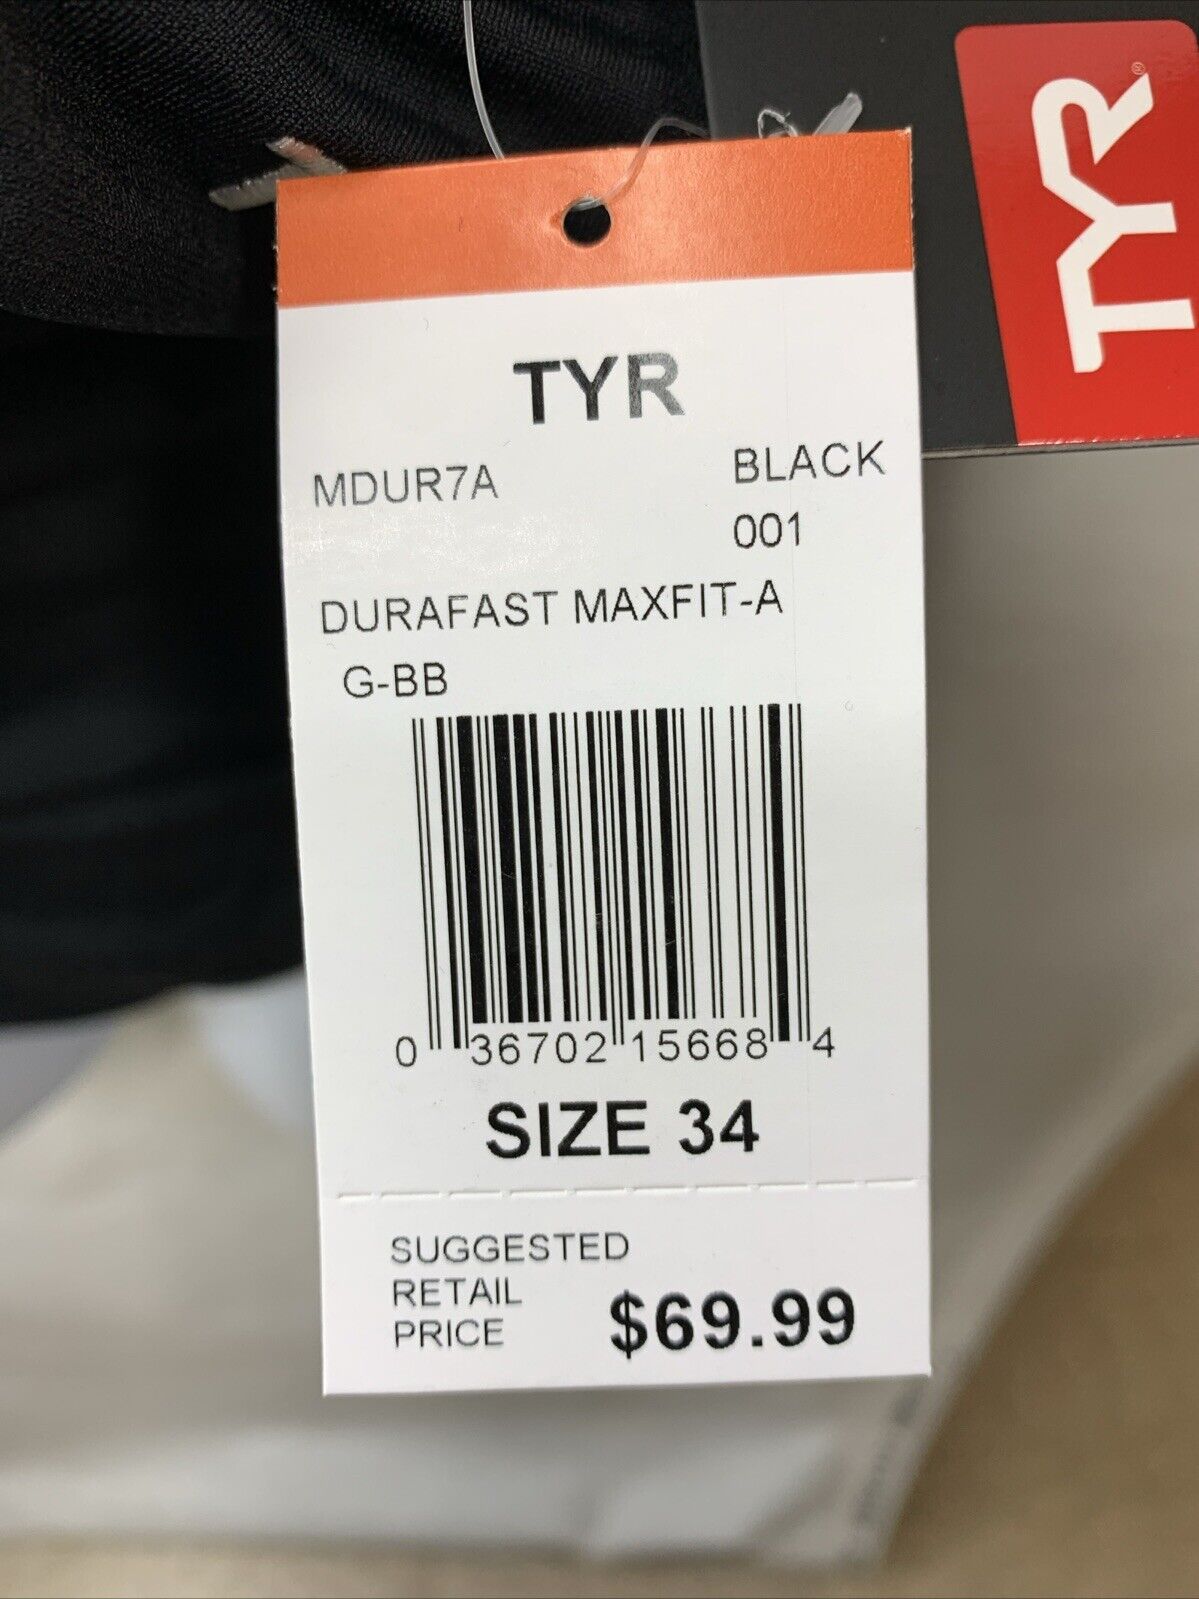 TYR®
TYR
MDUR7A BLACK
001
DURAFAST MAXFIT-A
G-BB
0 36702 15668 4
SIZE 34
SUGGESTED
RETAIL
PRICE $69.99